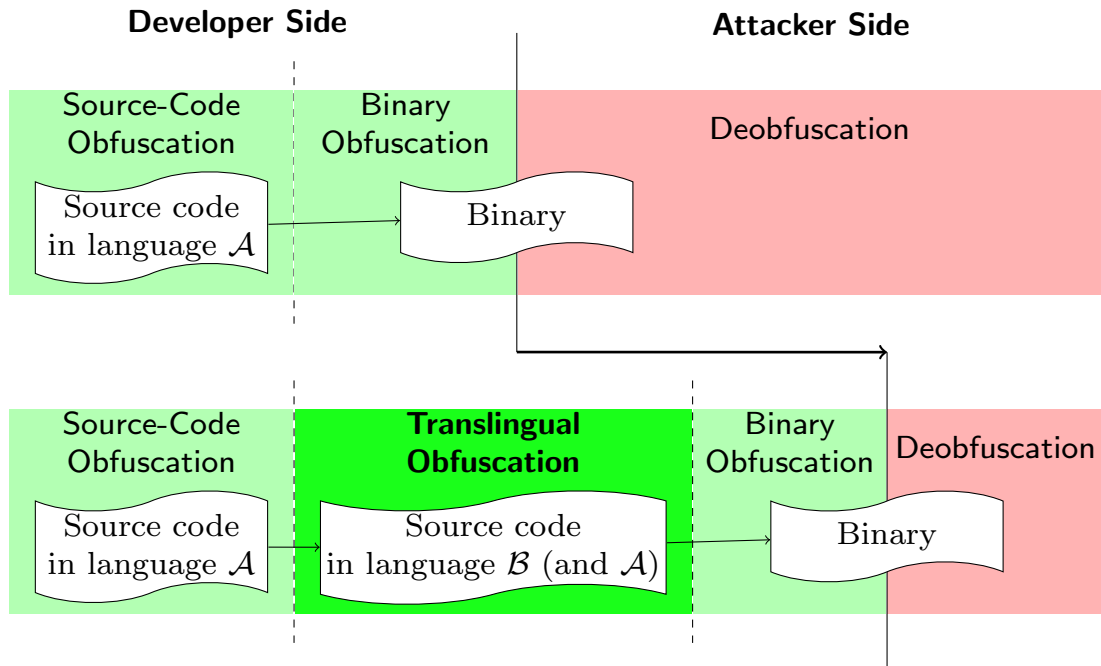 Developer Side
Attacker Side
Source-Code
Obfuscation
Binary
Obfuscation
Deobfuscation
Source code
in language 𝒜
Binary
Source-Code
Obfuscation
Translingual
Obfuscation
Binary
Obfuscation
Deobfuscation
Source code
in language 𝒜
Source code
in language ℬ (and 𝒜)
Binary